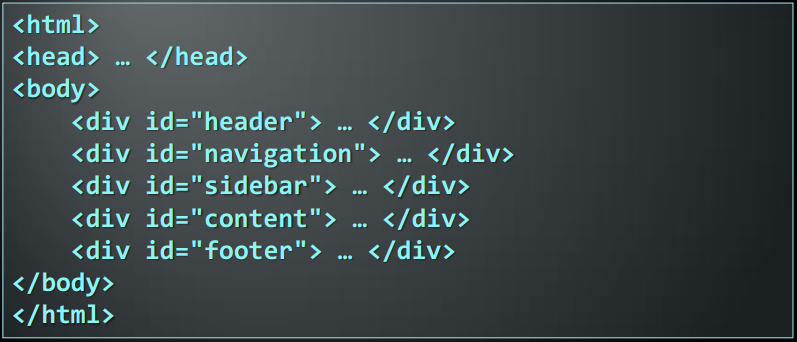 <html>
<head> … </head>
<body>
    <div id="header"> … </div>
    <div id="navigation"> … </div>
    <div id="sidebar"> … </div>
    <div id="content"> … </div>
    <div id="footer"> … </div>
</body>
</html>